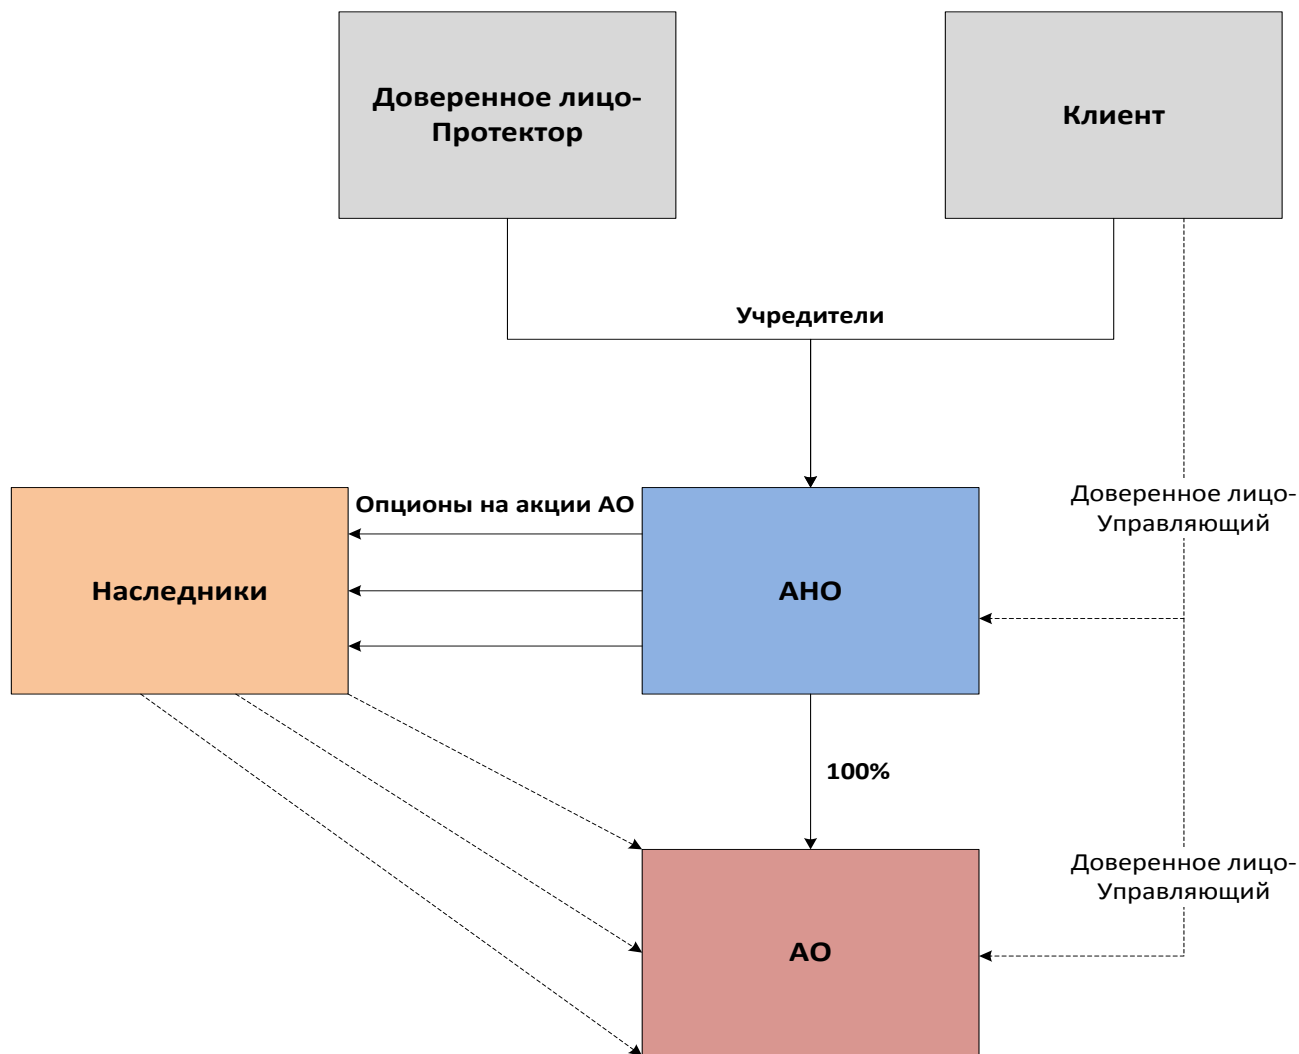 Доверенное лицо-
Протектор
Клиент
Учредители
Опционы на акции АО
Доверенное лицо-
Управляющий
Наследники
АНО
100%
Доверенное лицо-
Управляющий
АО